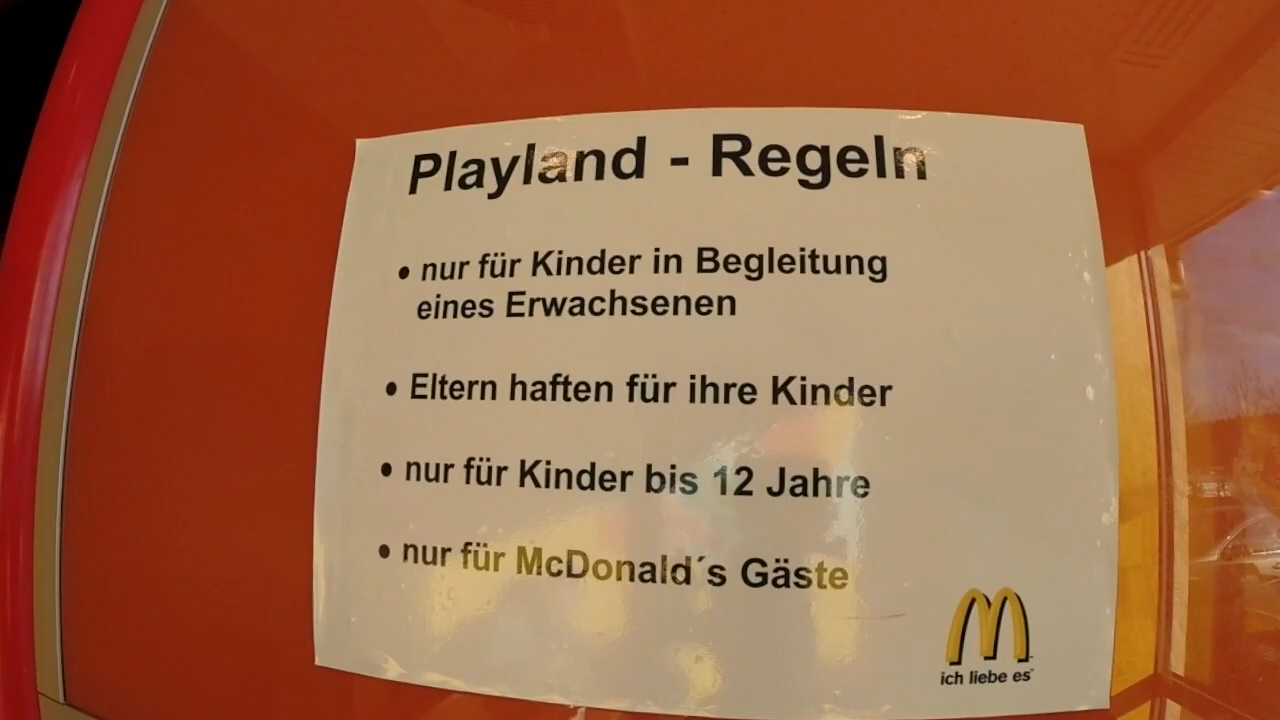 Playland - Regeln
• nur für Kinder in Begleitung
eines Erwachsenen
• Eltern haften für ihre Kinder
• nur für Kinder bis 12 Jahre
• nur für McDonald´s Gäste
ich liebe es